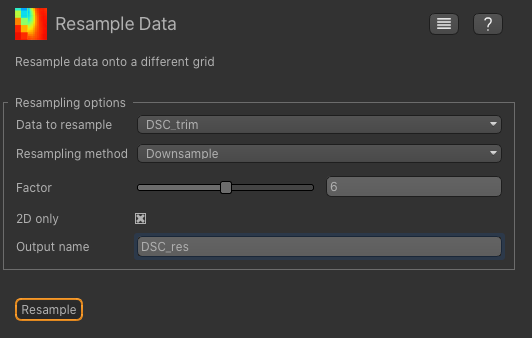 Resample Data
?
Resample data onto a different grid
Resampling options
Data to resample DSC_trim
Resampling method Downsample
Factor 6
2D only
Output name DSC_res
Resample